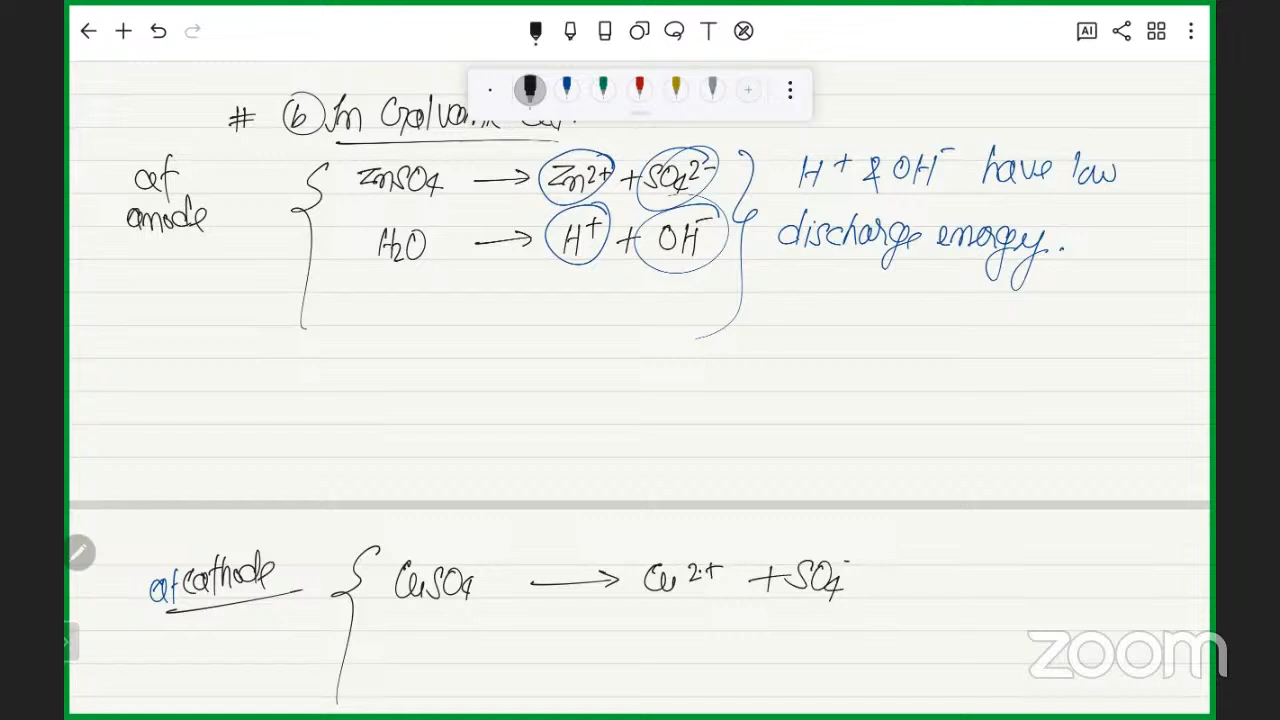 AI
# (b) In Galvanic
at anode
ZnSO4 → Zn2+ + SO42-
H2O → H+ + OH-
H+ & OH- have low
discharge energy.
at cathode
CuSO4 → Cu2+ + SO4-
zoom